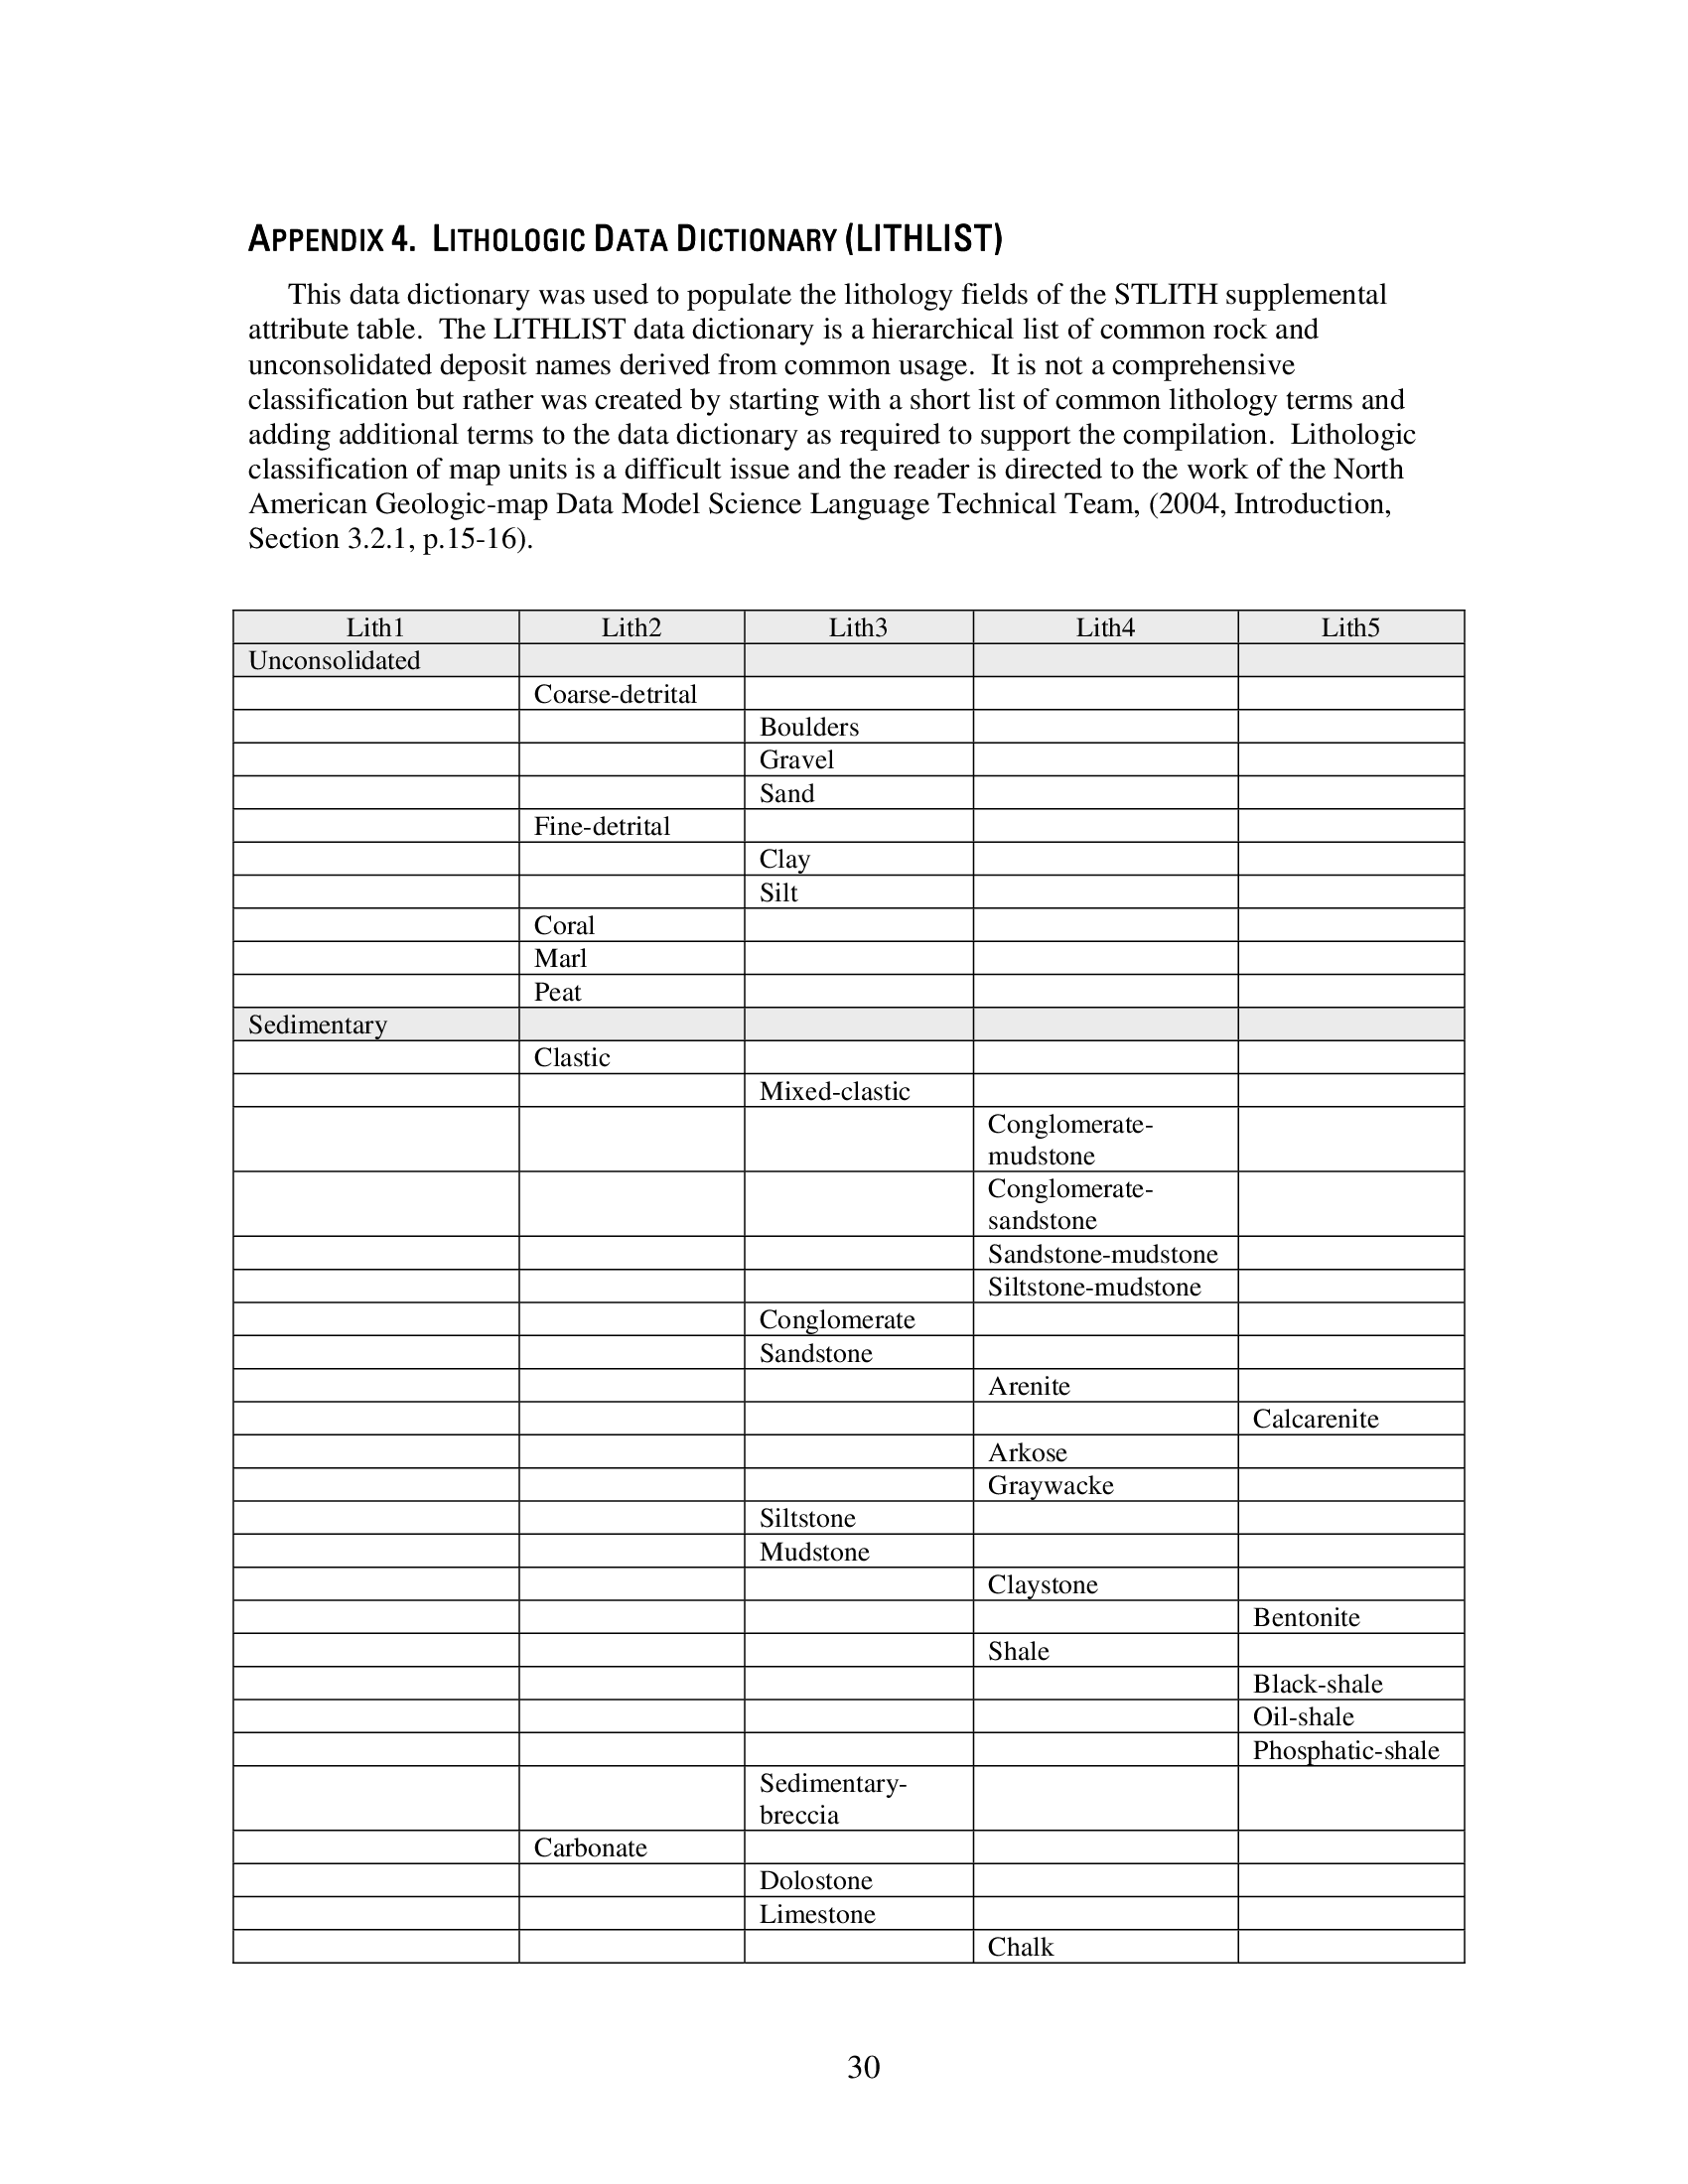 APPENDIX 4. LITHOLOGIC DATA DICTIONARY (LITHLIST)
This data dictionary was used to populate the lithology fields of the STLITH supplemental
attribute table. The LITHLIST data dictionary is a hierarchical list of common rock and
unconsolidated deposit names derived from common usage. It is not a comprehensive
classification but rather was created by starting with a short list of common lithology terms and
adding additional terms to the data dictionary as required to support the compilation. Lithologic
classification of map units is a difficult issue and the reader is directed to the work of the North
American Geologic-map Data Model Science Language Technical Team, (2004, Introduction,
Section 3.2.1, p.15-16).
Lith1 Lith2 Lith3 Lith4 Lith5
Unconsolidated
Coarse-detrital
Boulders
Gravel
Sand
Fine-detrital
Clay
Silt
Coral
Marl
Peat
Sedimentary
Clastic
Mixed-clastic
Conglomerate-
mudstone
Conglomerate-
sandstone
Sandstone-mudstone
Siltstone-mudstone
Conglomerate
Sandstone
Arenite
Calcarenite
Arkose
Graywacke
Siltstone
Mudstone
Claystone
Bentonite
Shale
Black-shale
Oil-shale
Phosphatic-shale
Sedimentary-
breccia
Carbonate
Dolostone
Limestone
Chalk
30